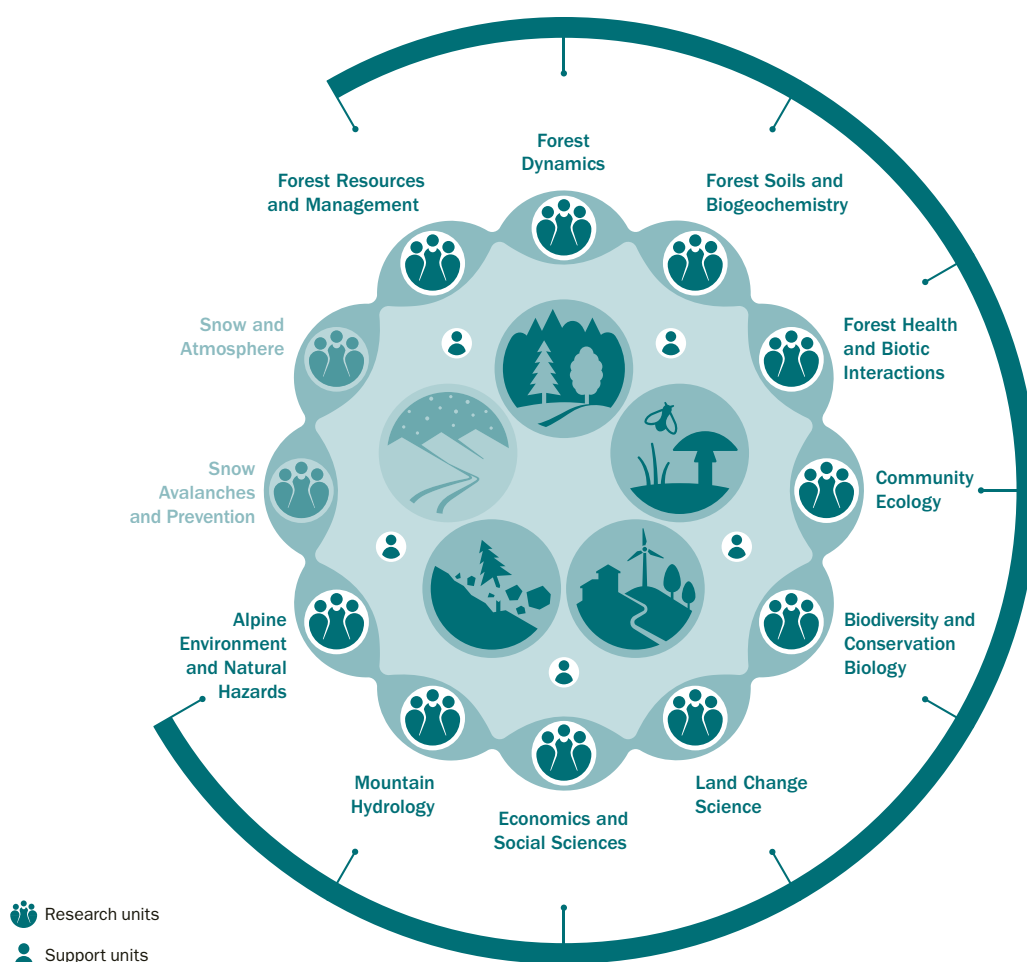 Forest
Dynamics
Forest Resources
and Management
Forest Soils and
Biogeochemistry
Snow and
Atmosphere
Forest Health
and Biotic
Interactions
Snow
Avalanches
and Prevention
Community
Ecology
Alpine
Environment
and Natural
Hazards
Biodiversity and
Conservation
Biology
Mountain
Hydrology
Land Change
Science
Economics and
Social Sciences
Research units
Support units